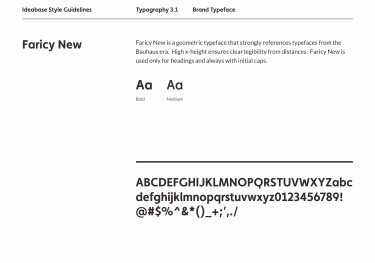 Ideabase Style Guidelines Typography 3.1 Brand Typeface
Faricy New
Faricy New is a geometric typeface that strongly references typefaces from the
Bauhaus era. High x-height ensures clear legibility from distances. Faricy New is
used only for headings and always with initial caps.
Aa Aa
Bold Medium
ABCDEFGHIJKLMNOPQRSTUVWXYZabc
defghijklmnopqrstuvwxyz0123456789!
@#$%^&*()_+;’,./